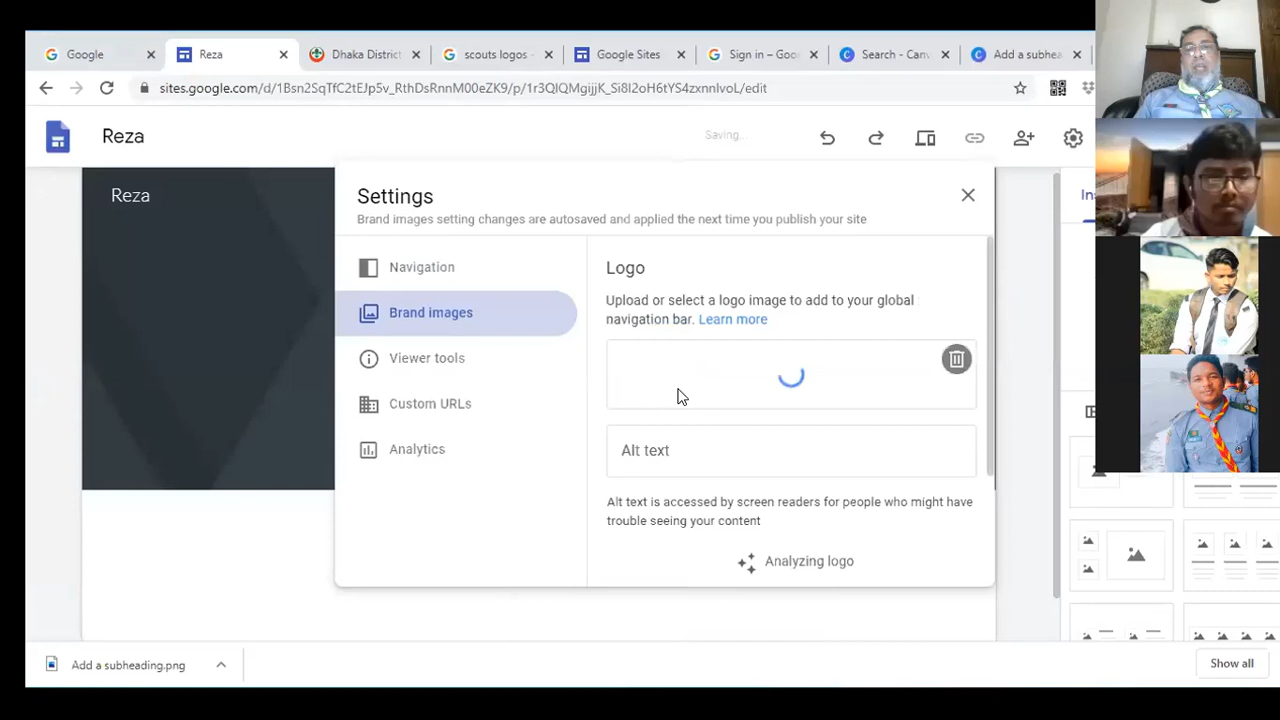 Google
Reza
Dhaka District
scouts logos -
Google Sites
Sign in – Goo
Search - Canv
Add a subhea
sites.google.com/d/1Bsn2SqTfC2tEJp5v_RthDsRnnM00eZK9/p/1r3QIQMgijjK_Si8I2oH6tYS4zxnnlvoL/edit
Reza
Saving...
Reza
Settings
Brand images setting changes are autosaved and applied the next time you publish your site
Ins
Navigation
Brand images
Viewer tools
Custom URLs
Analytics
Logo
Upload or select a logo image to add to your global
navigation bar. Learn more
Alt text
Alt text is accessed by screen readers for people who might have
trouble seeing your content
Analyzing logo
Add a subheading.png
Show all